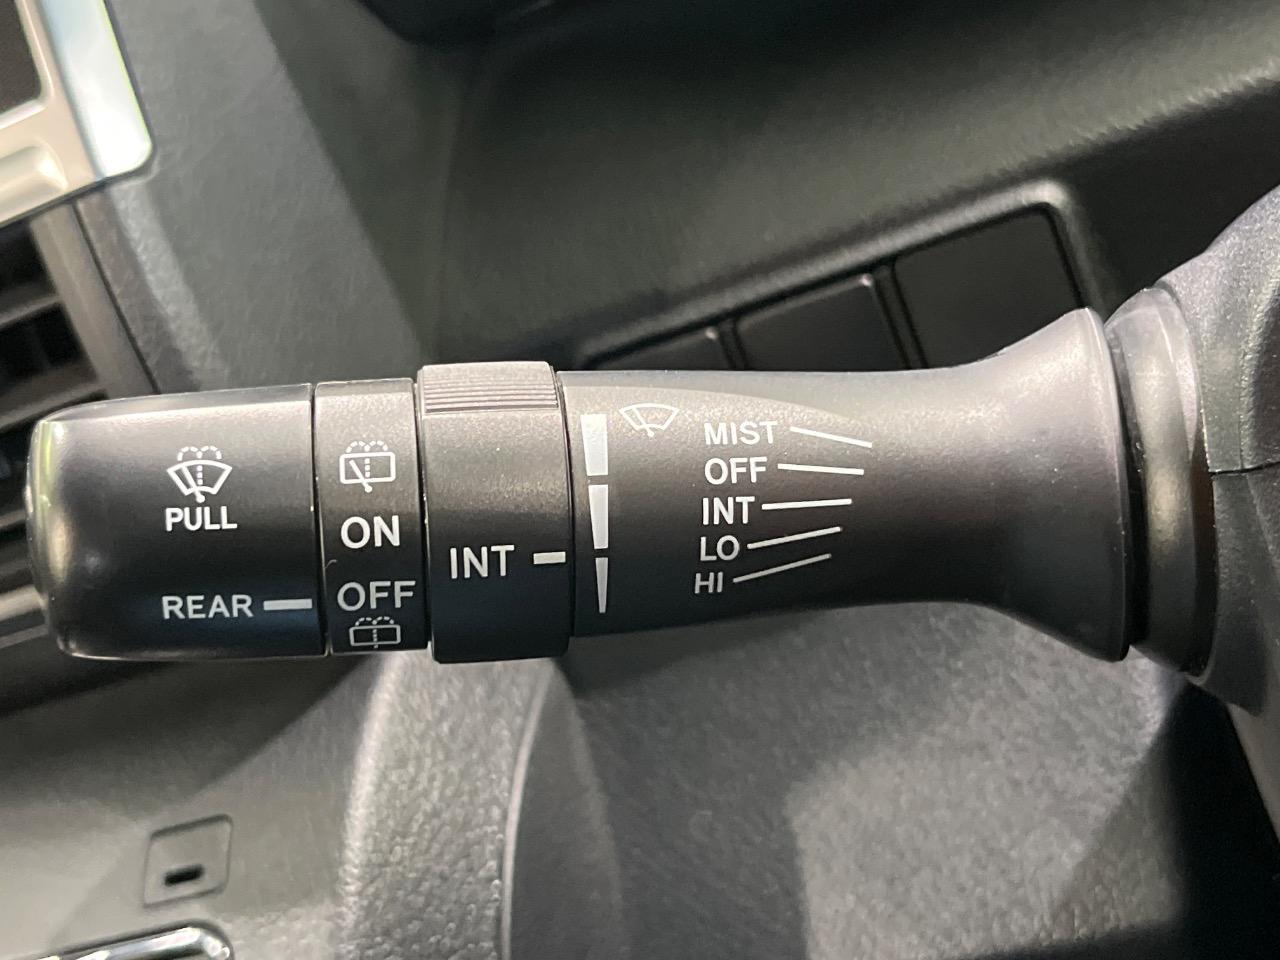 PULL
REAR
ON
OFF
INT
MIST
OFF
INT
LO
HI